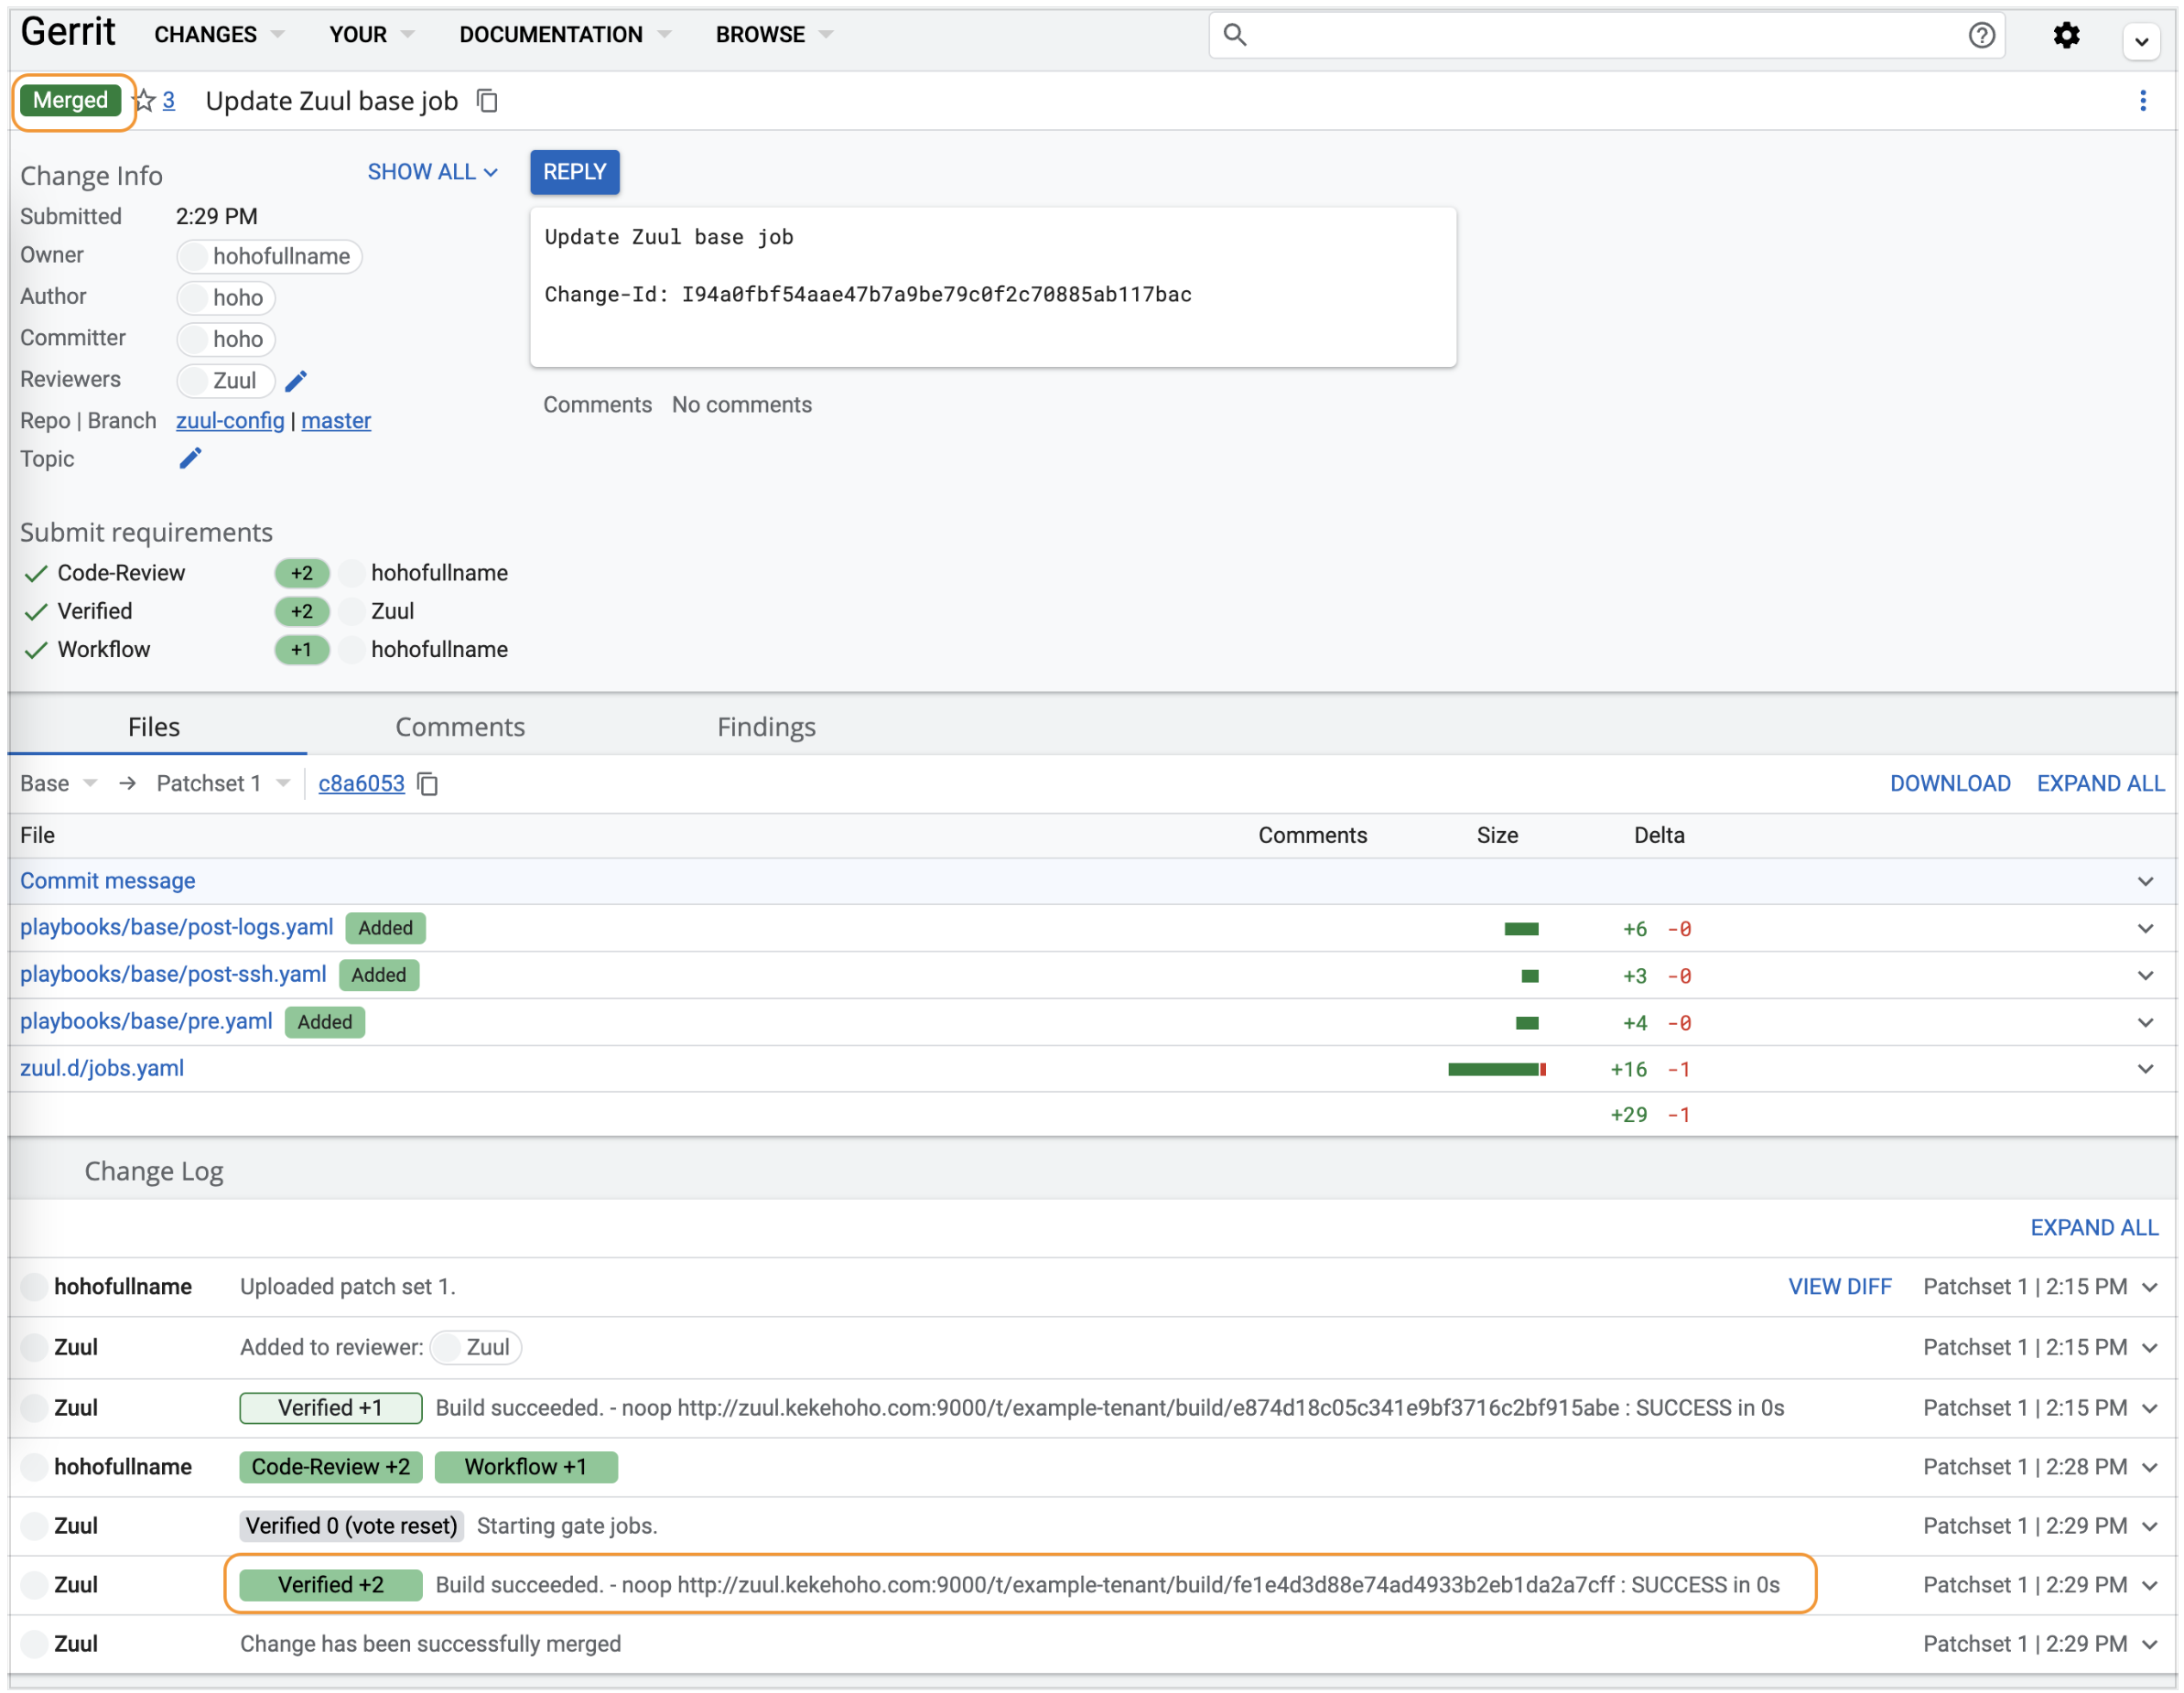 Gerrit CHANGES YOUR DOCUMENTATION BROWSE
Merged 3 Update Zuul base job
Change Info SHOW ALL REPLY
Submitted 2:29 PM
Owner hohofullname
Author hoho
Committer hoho
Reviewers Zuul
Repo | Branch zuul-config | master
Topic
Update Zuul base job
Change-Id: I94a0fbf54aae47b7a9be79c0f2c70885ab117bac
Comments No comments
Submit requirements
Code-Review +2 hohofullname
Verified +2 Zuul
Workflow +1 hohofullname
Files Comments Findings
Base → Patchset 1 c8a6053 DOWNLOAD EXPAND ALL
File Comments Size Delta
Commit message
playbooks/base/post-logs.yaml Added +6 -0
playbooks/base/post-ssh.yaml Added +3 -0
playbooks/base/pre.yaml Added +4 -0
zuul.d/jobs.yaml +16 -1
+29 -1
Change Log
EXPAND ALL
hohofullname Uploaded patch set 1. VIEW DIFF Patchset 1 | 2:15 PM
Zuul Added to reviewer: Zuul Patchset 1 | 2:15 PM
Zuul Verified +1 Build succeeded. - noop http://zuul.kekehoho.com:9000/t/example-tenant/build/e874d18c05c341e9bf3716c2bf915abe : SUCCESS in 0s Patchset 1 | 2:15 PM
hohofullname Code-Review +2 Workflow +1 Patchset 1 | 2:28 PM
Zuul Verified 0 (vote reset) Starting gate jobs. Patchset 1 | 2:29 PM
Zuul Verified +2 Build succeeded. - noop http://zuul.kekehoho.com:9000/t/example-tenant/build/fe1e4d3d88e74ad4933b2eb1da2a7cff : SUCCESS in 0s Patchset 1 | 2:29 PM
Zuul Change has been successfully merged Patchset 1 | 2:29 PM